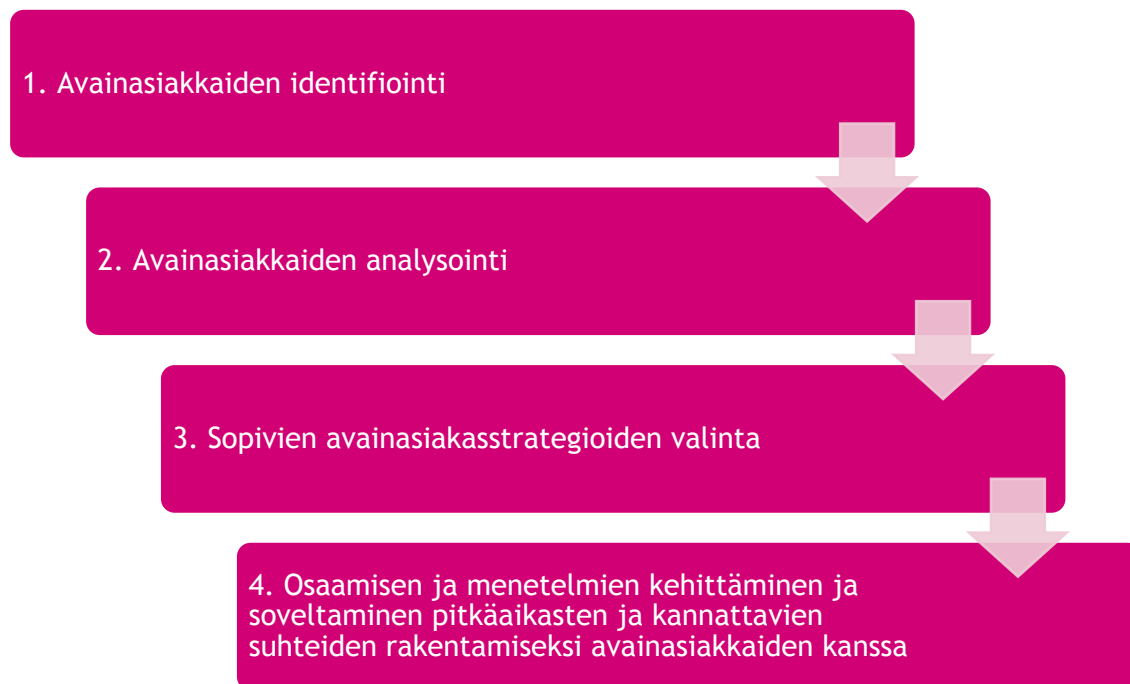 1. Avainasiakkaiden identifiointi
2. Avainasiakkaiden analysointi
3. Sopivien avainasiakasstrategioiden valinta
4. Osaamisen ja menetelmien kehittäminen ja
soveltaminen pitkäaikasten ja kannattavien
suhteiden rakentamiseksi avainasiakkaiden kanssa